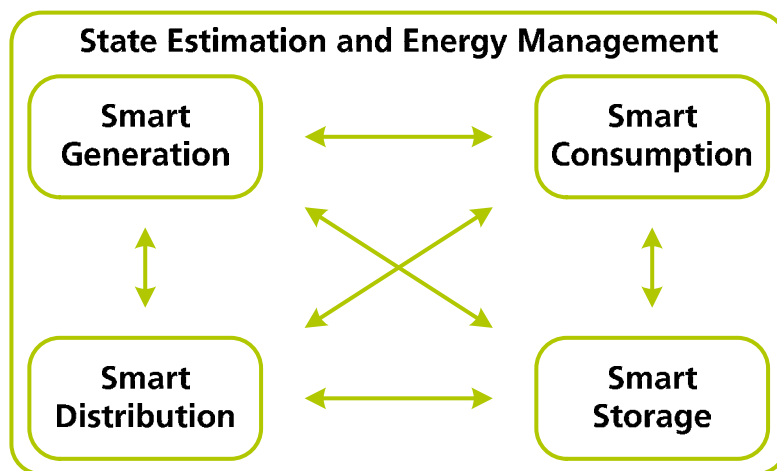 State Estimation and Energy Management
Smart
Generation
Smart
Consumption
Smart
Distribution
Smart
Storage